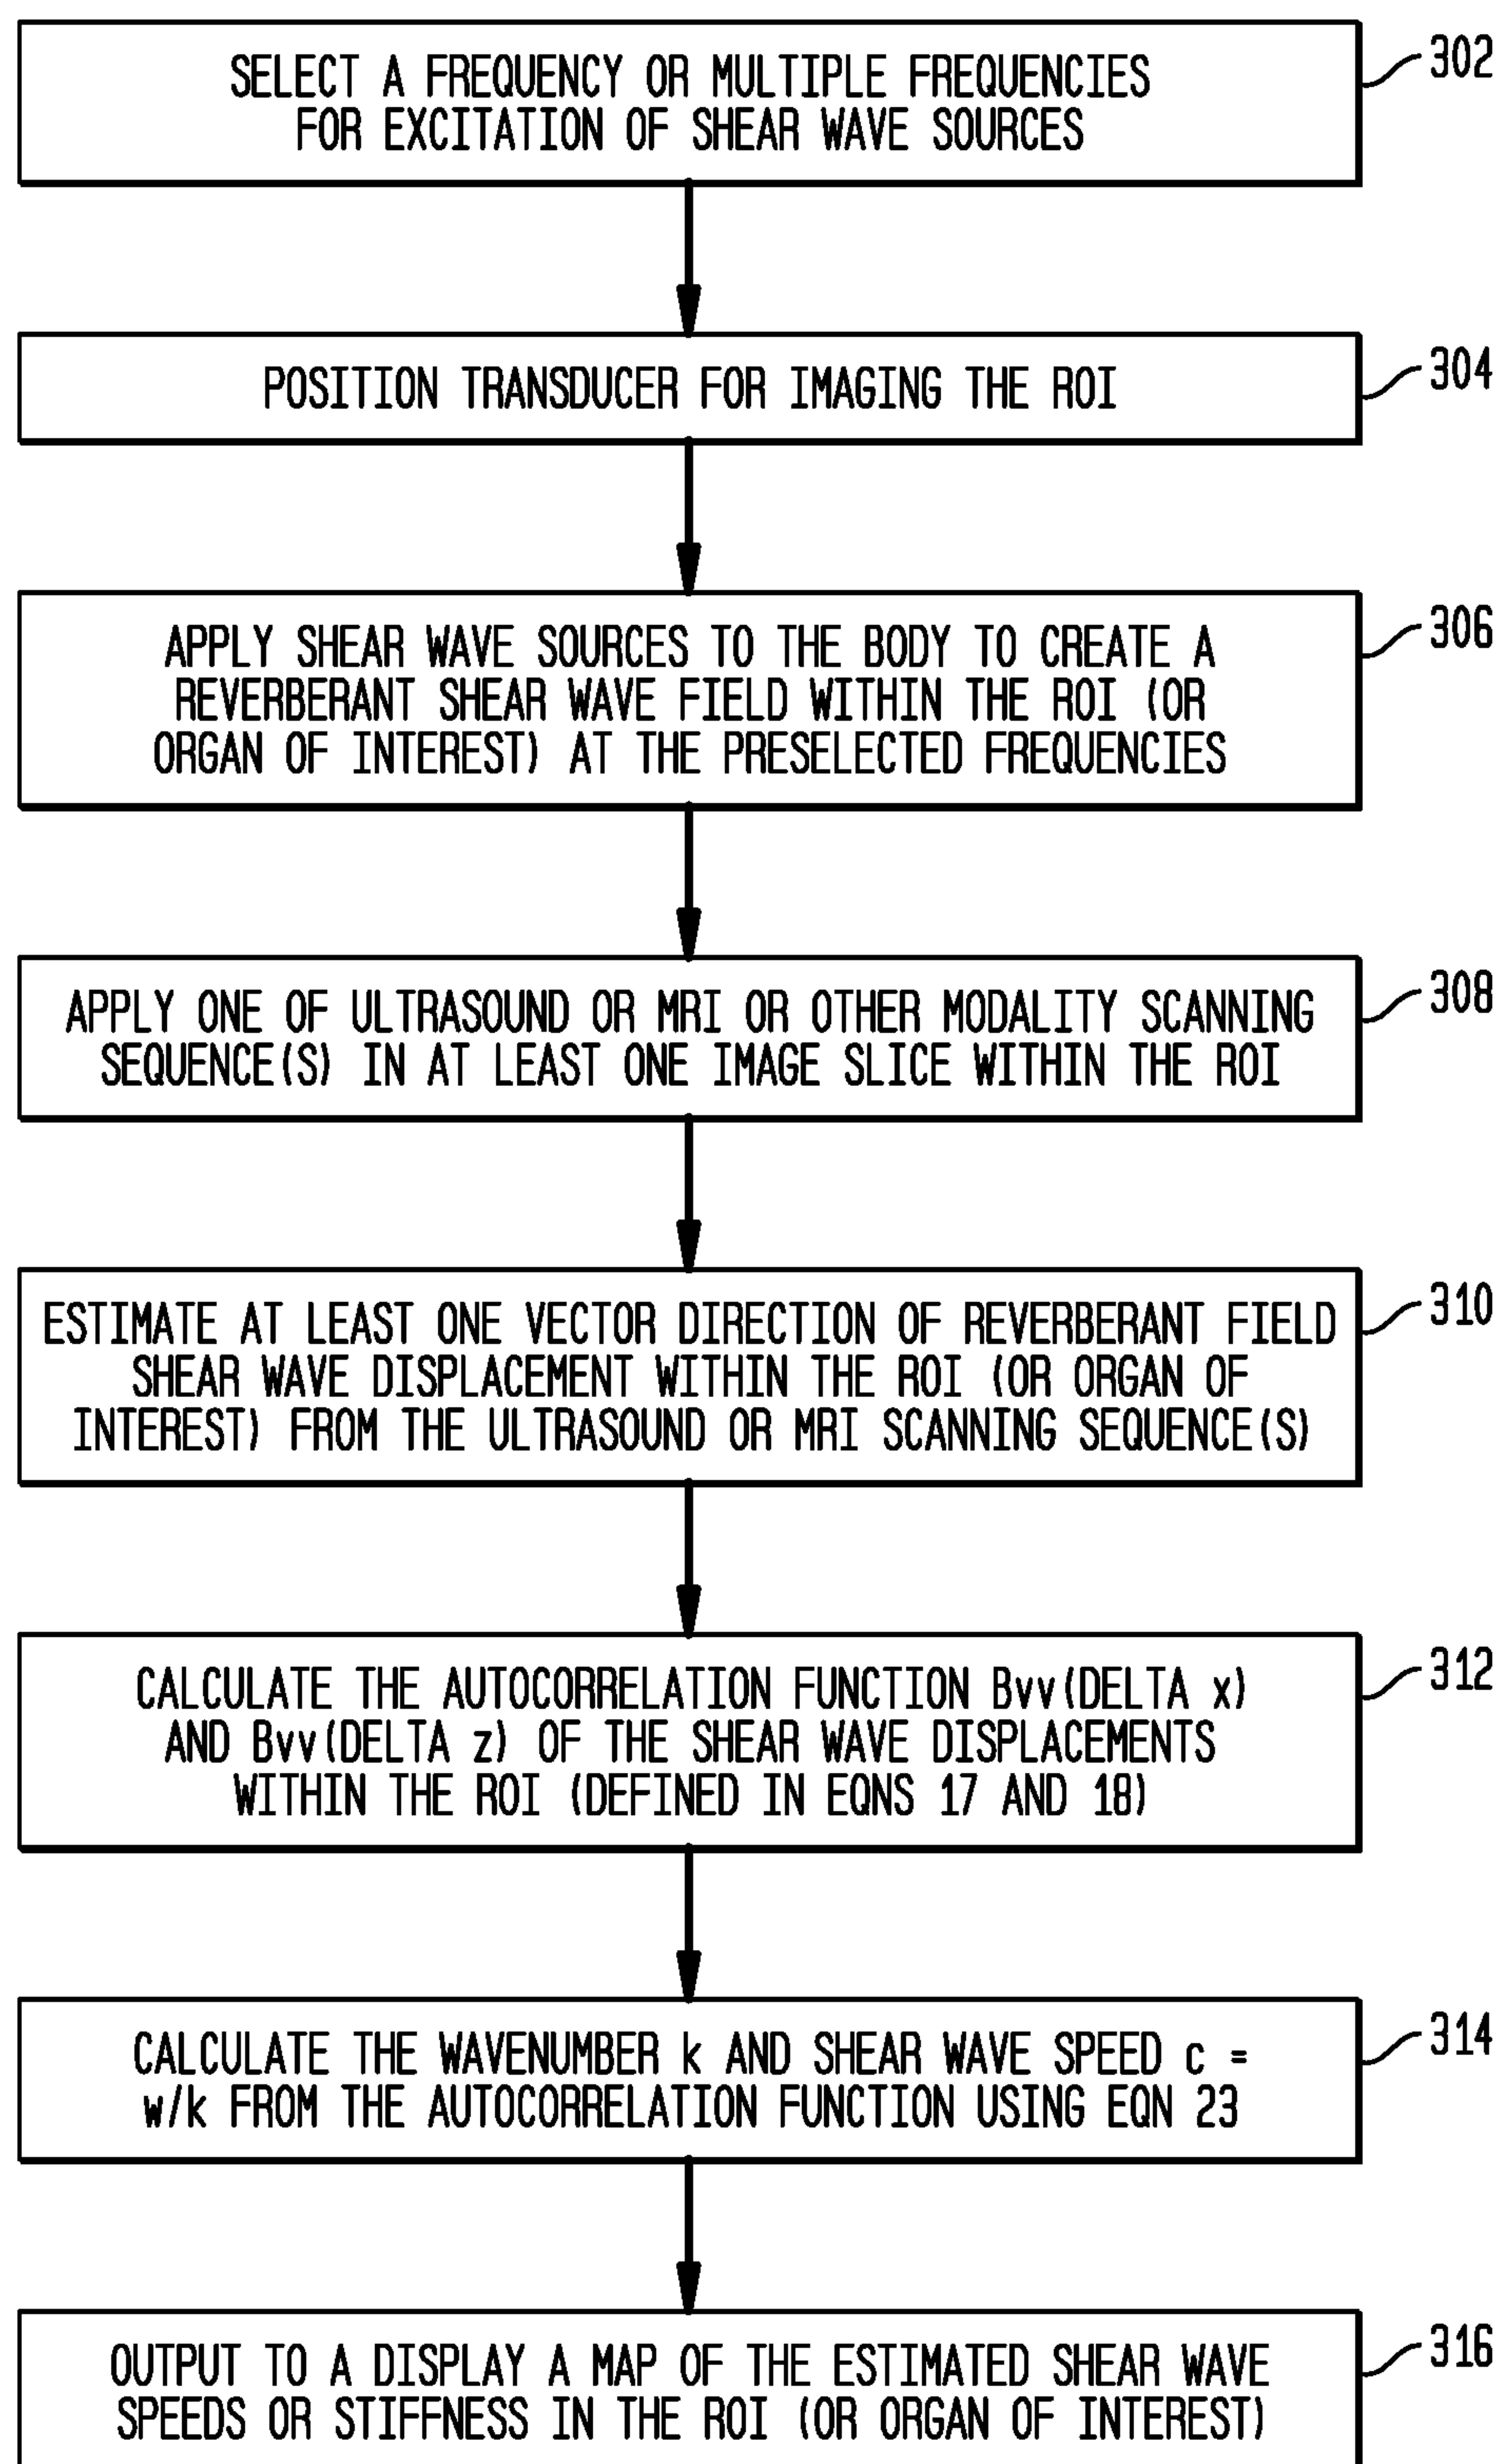 SELECT A FREQUENCY OR MULTIPLE FREQUENCIES
FOR EXCITATION OF SHEAR WAVE SOURCES
302
POSITION TRANSDUCER FOR IMAGING THE ROI
304
APPLY SHEAR WAVE SOURCES TO THE BODY TO CREATE A
REVERBERANT SHEAR WAVE FIELD WITHIN THE ROI (OR
ORGAN OF INTEREST) AT THE PRESELECTED FREQUENCIES
306
APPLY ONE OF ULTRASOUND OR MRI OR OTHER MODALITY SCANNING
SEQUENCE(S) IN AT LEAST ONE IMAGE SLICE WITHIN THE ROI
308
ESTIMATE AT LEAST ONE VECTOR DIRECTION OF REVERBERANT FIELD
SHEAR WAVE DISPLACEMENT WITHIN THE ROI (OR ORGAN OF
INTEREST) FROM THE ULTRASOUND OR MRI SCANNING SEQUENCE(S)
310
CALCULATE THE AUTOCORRELATION FUNCTION Bvv(DELTA x)
AND Bvv(DELTA z) OF THE SHEAR WAVE DISPLACEMENTS
WITHIN THE ROI (DEFINED IN EQNS 17 AND 18)
312
CALCULATE THE WAVENUMBER k AND SHEAR WAVE SPEED c =
w/k FROM THE AUTOCORRELATION FUNCTION USING EQN 23
314
OUTPUT TO A DISPLAY A MAP OF THE ESTIMATED SHEAR WAVE
SPEEDS OR STIFFNESS IN THE ROI (OR ORGAN OF INTEREST)
316